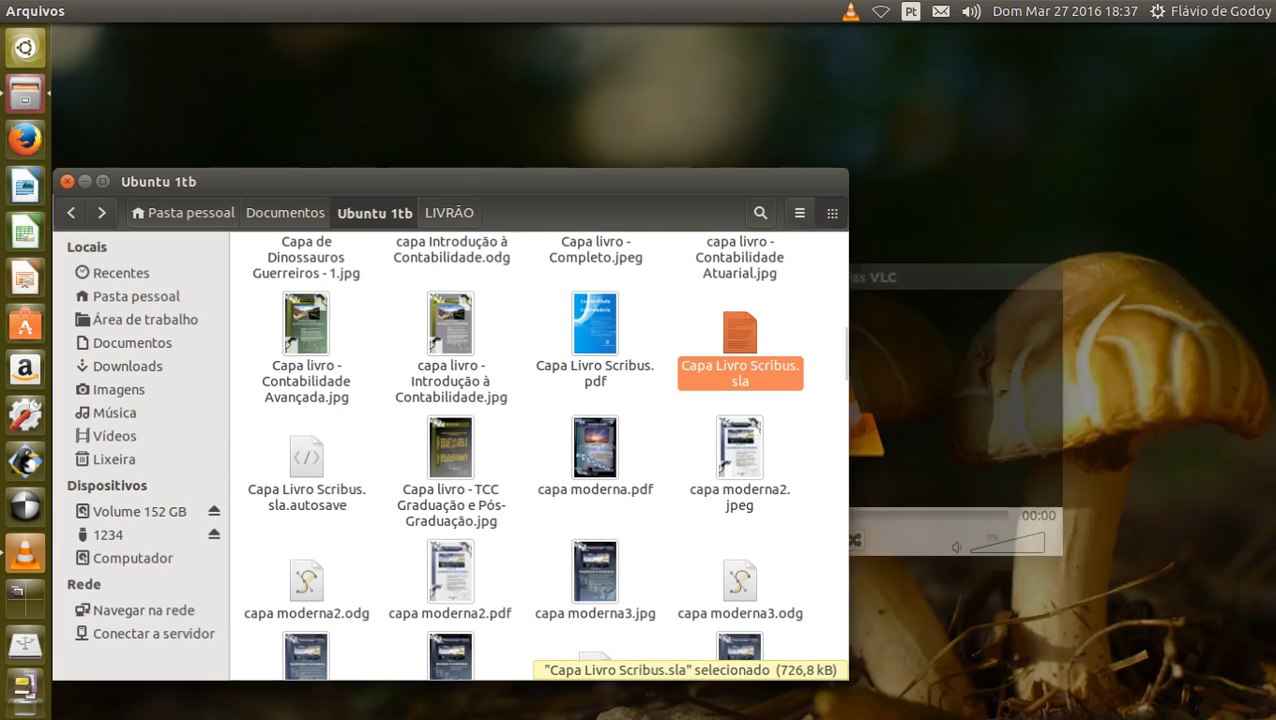 Arquivos
Pt
Dom Mar 27 2016 18:37
Flávio de Godoy
Ubuntu 1tb
Pasta pessoal
Documentos
Ubuntu 1tb
LIVRÃO
Locais
Recentes
Pasta pessoal
Área de trabalho
Documentos
Downloads
Imagens
Música
Vídeos
Lixeira
Dispositivos
Volume 152 GB
1234
Computador
Rede
Navegar na rede
Conectar a servidor
Capa de
Dinossauros
Guerreiros - 1.jpg
capa Introdução à
Contabilidade.odg
Capa livro -
Completo.jpeg
capa livro -
Contabilidade
Atuarial.jpg
Capa livro -
Contabilidade
Avançada.jpg
capa livro -
Introdução à
Contabilidade.jpg
Capa Livro Scribus.
pdf
Capa Livro Scribus.
sla
Capa Livro Scribus.
sla.autosave
Capa livro - TCC
Graduação e Pós-
Graduação.jpg
capa moderna.pdf
capa moderna2.
jpeg
capa moderna2.odg
capa moderna2.pdf
capa moderna3.jpg
capa moderna3.odg
"Capa Livro Scribus.sla" selecionado (726,8 kB)
VLC
00:00
0%